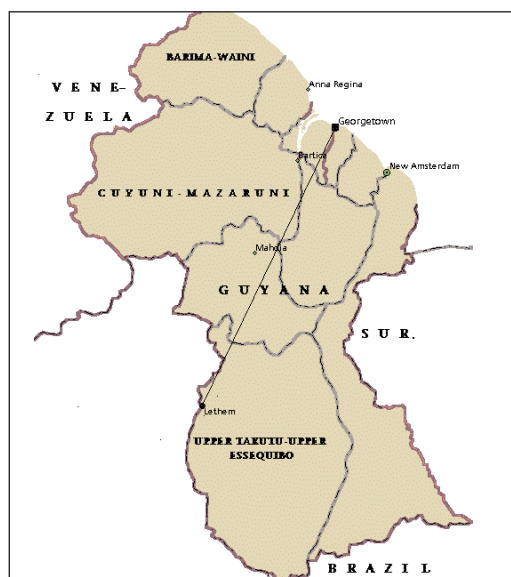 BARIMA-WAINI
VENE-
ZUELA
Anna Regina
Georgetown
Bartica
New Amsterdam
CUYUNI-MAZARUNI
Mahdia
GUYANA
SUR.
Lethem
UPPER TAKUTU-UPPER
ESSEQUIBO
BRAZIL